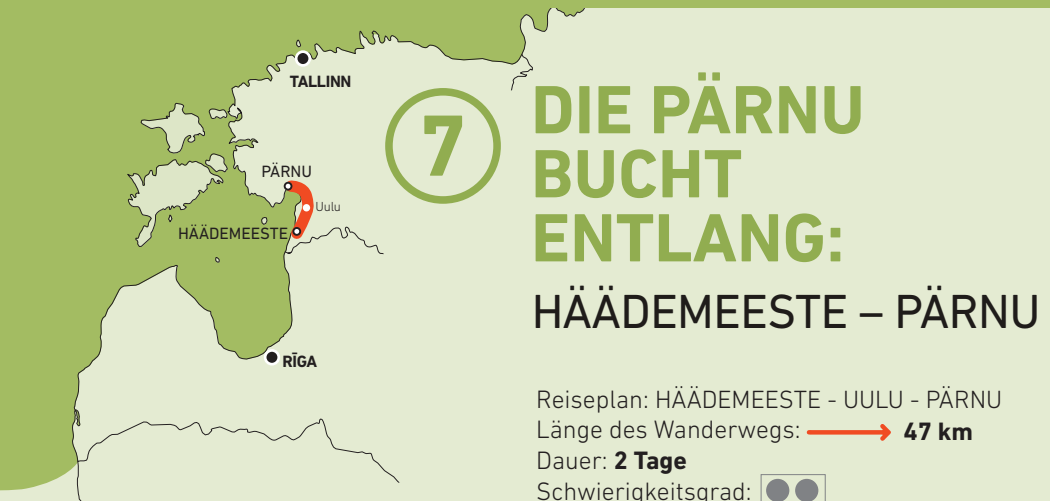 TALLINN
PÄRNU
Uulu
HÄÄDEMEESTE
RĪGA
7
DIE PÄRNU
BUCHT
ENTLANG:
HÄÄDEMEESTE – PÄRNU
Reiseplan: HÄÄDEMEESTE - UULU - PÄRNU
Länge des Wanderwegs: 47 km
Dauer: 2 Tage
Schwierigkeitsgrad: